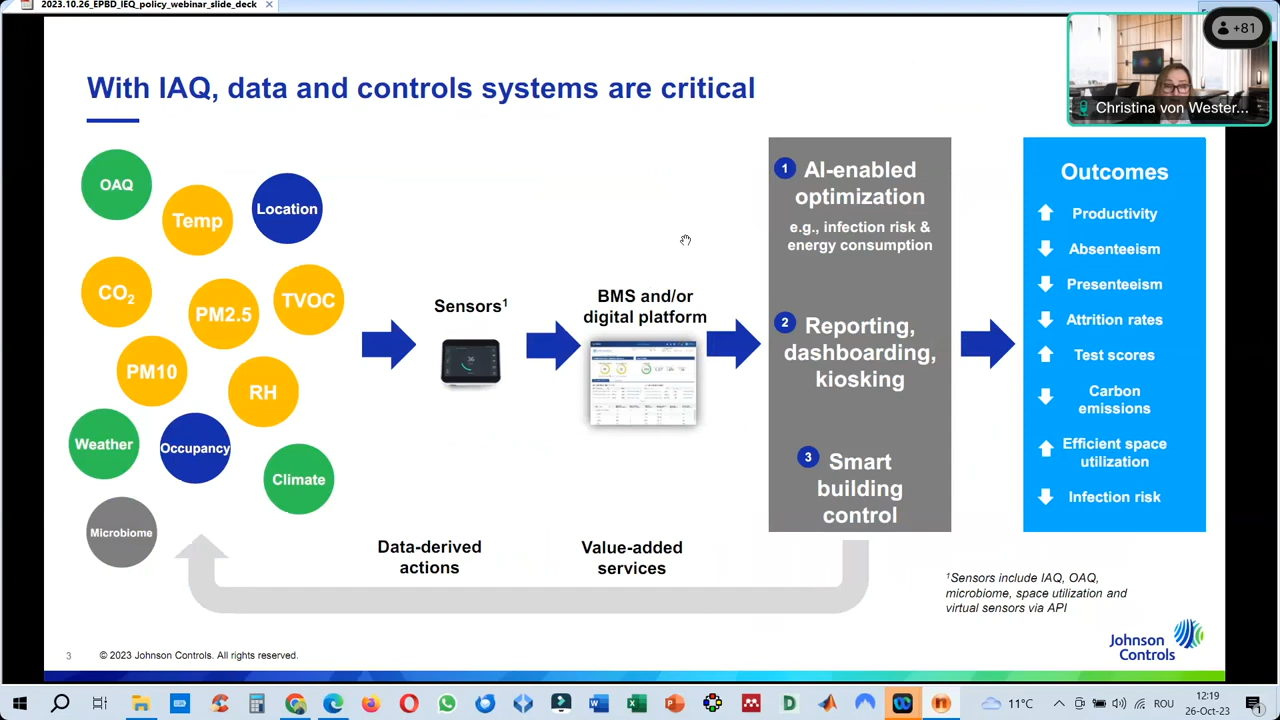 2023.10.26_EPBD_IEQ_policy_webinar_slide_deck
+81
Christina von Wester...
With IAQ, data and controls systems are critical
OAQ
Temp
Location
CO₂
PM2.5
TVOC
PM10
RH
Weather
Occupancy
Climate
Microbiome
Sensors¹
36
BMS and/or
digital platform
1
AI-enabled
optimization
e.g., infection risk &
energy consumption
2
Reporting,
dashboarding,
kiosking
3
Smart
building
control
Outcomes
Productivity
Absenteeism
Presenteeism
Attrition rates
Test scores
Carbon
emissions
Efficient space
utilization
Infection risk
Data-derived
actions
Value-added
services
¹Sensors include IAQ, OAQ,
microbiome, space utilization and
virtual sensors via API
Johnson
Controls
3
© 2023 Johnson Controls. All rights reserved.
11°C
ROU
12:19
26-Oct-23
1